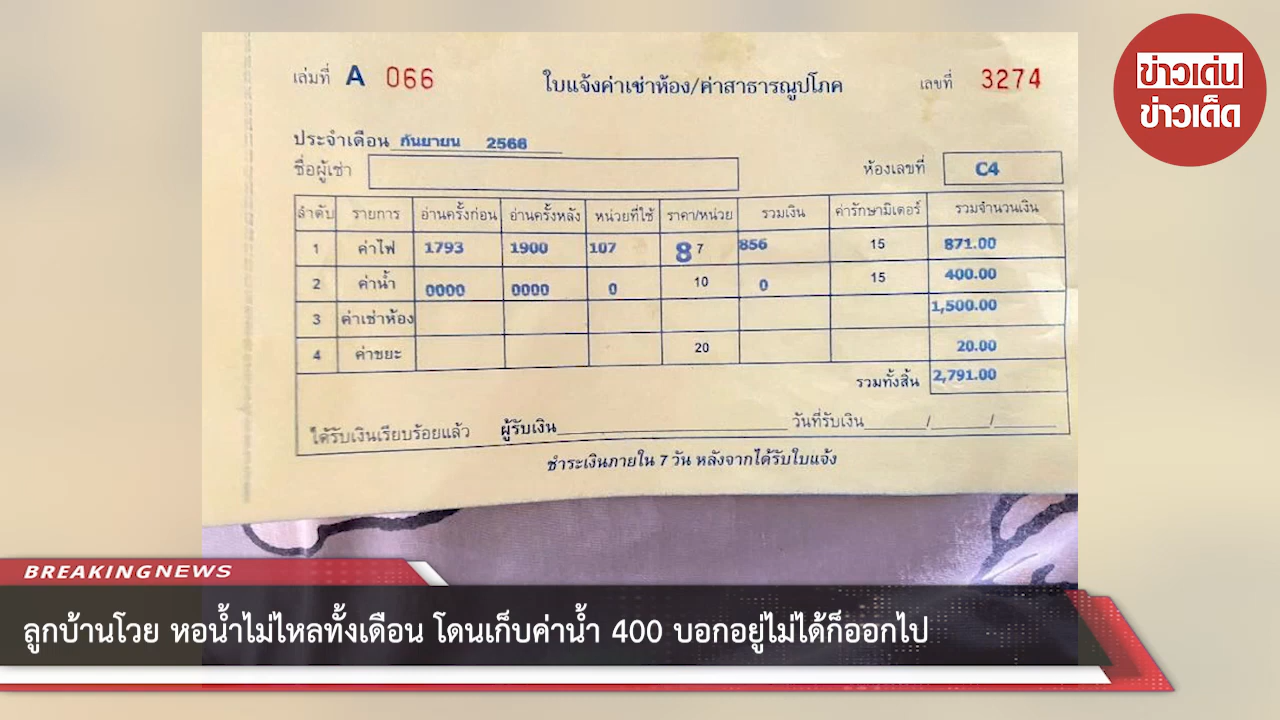 ข่าวเด่น
ข่าวเด็ด
เล่มที่ A 066 ใบแจ้งค่าเช่าห้อง/ค่าสาธารณูปโภค เลขที่ 3274
ประจำเดือน กันยายน 2566
ชื่อผู้เช่า ห้องเลขที่ C4
ลำดับ รายการ อ่านครั้งก่อน อ่านครั้งหลัง หน่วยที่ใช้ ราคา/หน่วย รวมเงิน ค่ารักษามิเตอร์ รวมจำนวนเงิน
1 ค่าไฟ 1793 1900 107 8 7 856 15 871.00
2 ค่าน้ำ 0000 0000 0 10 0 15 400.00
3 ค่าเช่าห้อง 1,500.00
4 ค่าขยะ 20 20.00
รวมทั้งสิ้น 2,791.00
ได้รับเงินเรียบร้อยแล้ว ผู้รับเงิน วันที่รับเงิน / /
ชำระเงินภายใน 7 วัน หลังจากได้รับใบแจ้ง
BREAKING NEWS
ลูกบ้านโวย หอน้ำไม่ไหลทั้งเดือน โดนเก็บค่าน้ำ 400 บอกอยู่ไม่ได้ก็ออกไป